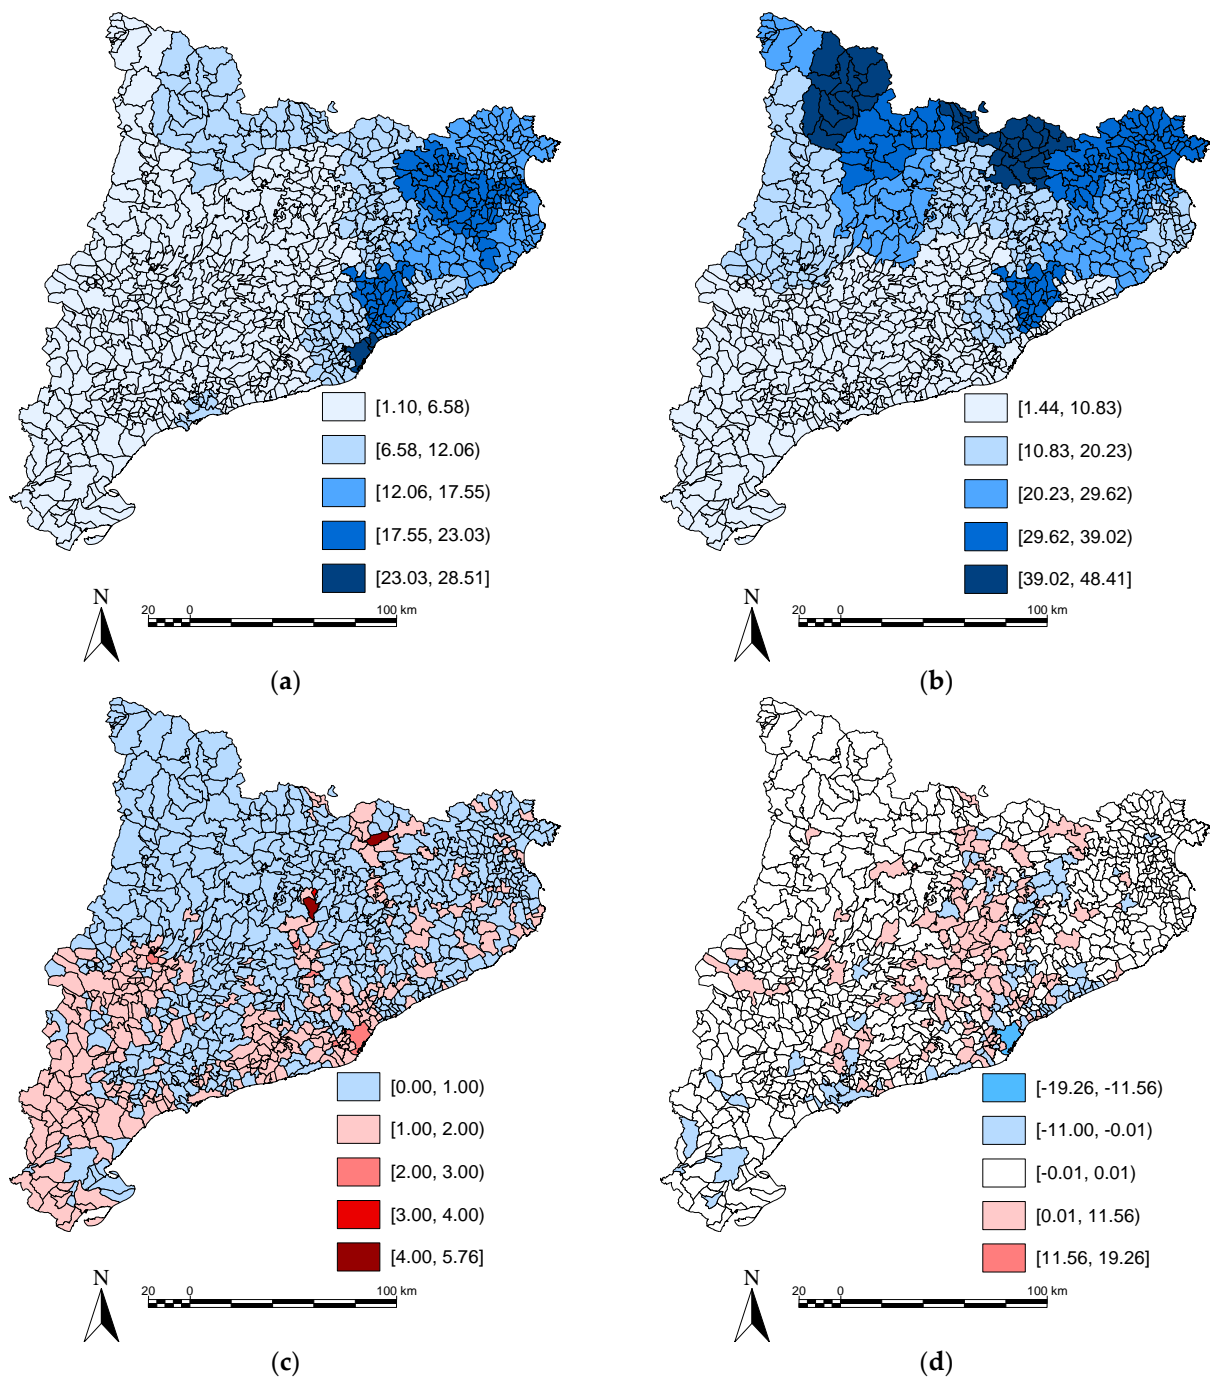 [1.10, 6.58)
[6.58, 12.06)
[12.06, 17.55)
[17.55, 23.03)
[23.03, 28.51]
N
20 0 100 km
(a)
[1.44, 10.83)
[10.83, 20.23)
[20.23, 29.62)
[29.62, 39.02)
[39.02, 48.41]
N
20 0 100 km
(b)
[0.00, 1.00)
[1.00, 2.00)
[2.00, 3.00)
[3.00, 4.00)
[4.00, 5.76]
N
20 0 100 km
(c)
[-19.26, -11.56)
[-11.00, -0.01)
[-0.01, 0.01)
[0.01, 11.56)
[11.56, 19.26]
N
20 0 100 km
(d)